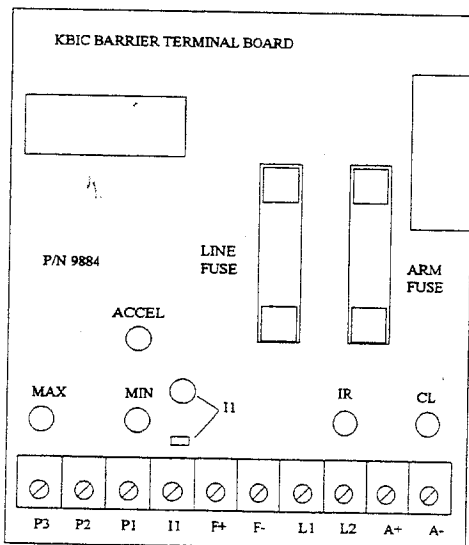 KBIC BARRIER TERMINAL BOARD
LINE
FUSE
P/N 9884
ARM
FUSE
ACCEL
MAX
MIN
I1
IR
CL
P3 P2 P1 I1 F+ F- L1 L2 A+ A-